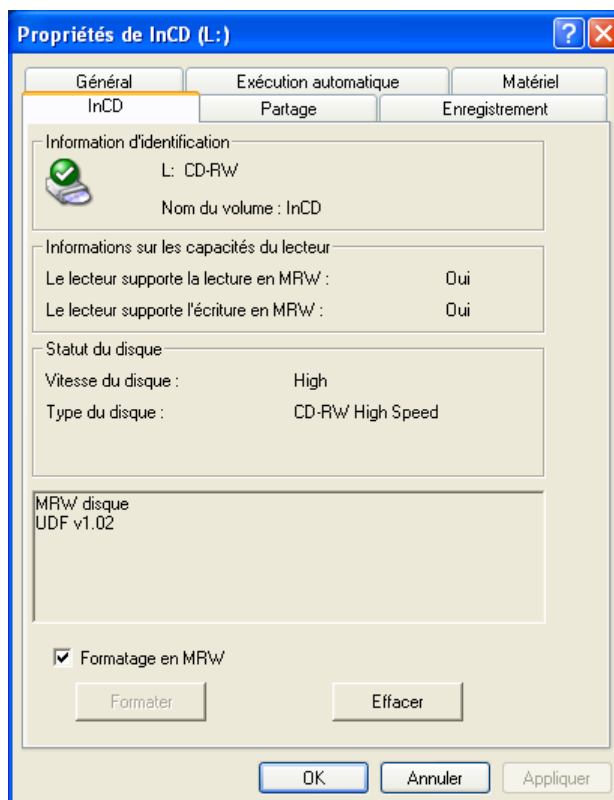 Propriétés de InCD (L:)
Général Exécution automatique Matériel
InCD Partage Enregistrement
Information d'identification
L: CD-RW
Nom du volume : InCD
Informations sur les capacités du lecteur
Le lecteur supporte la lecture en MRW : Oui
Le lecteur supporte l'écriture en MRW : Oui
Statut du disque
Vitesse du disque : High
Type du disque : CD-RW High Speed
MRW disque
UDF v1.02
Formatage en MRW
Formater Effacer
OK Annuler Appliquer